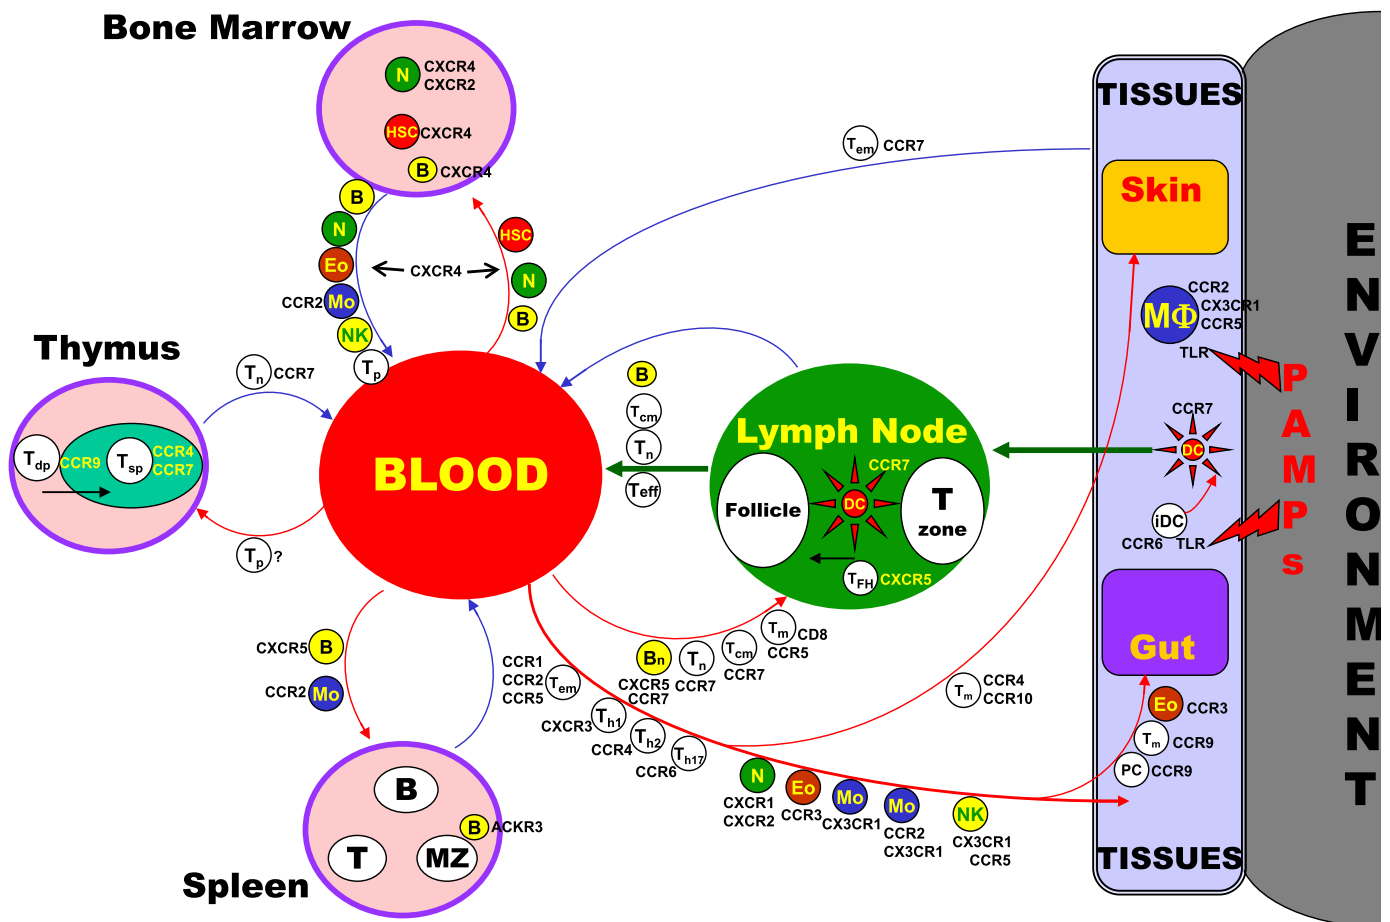 Bone Marrow
N
CXCR4
CXCR2
HSC
CXCR4
B
CXCR4
B
N
Eo
CCR2
Mo
NK
Tp
CXCR4
HSC
N
B
Thymus
Tn
CCR7
Tdp
CCR9
Tsp
CCR4
CCR7
Tp
?
BLOOD
B
Tcm
Tn
Teff
Tem
CCR7
Lymph Node
CCR7
Follicle
DC
T
zone
TFH
CXCR5
CXCR5
B
CCR2
Mo
B
B
ACKR3
T
MZ
Spleen
CCR1
CCR2
CCR5
Tem
CXCR3
Th1
CCR4
Th2
CCR6
Th17
Bn
CXCR5
CCR7
Tn
CCR7
Tcm
CCR7
Tm
CD8
CCR5
N
CXCR1
CXCR2
Eo
CCR3
Mo
CX3CR1
Mo
CCR2
CX3CR1
NK
CX3CR1
CCR5
Tm
CCR4
CCR10
TISSUES
Skin
MΦ
CCR2
CX3CR1
CCR5
TLR
CCR7
DC
iDC
CCR6
TLR
Gut
Eo
CCR3
Tm
CCR9
PC
CCR9
TISSUES
PAMPs
ENVIRONMENT